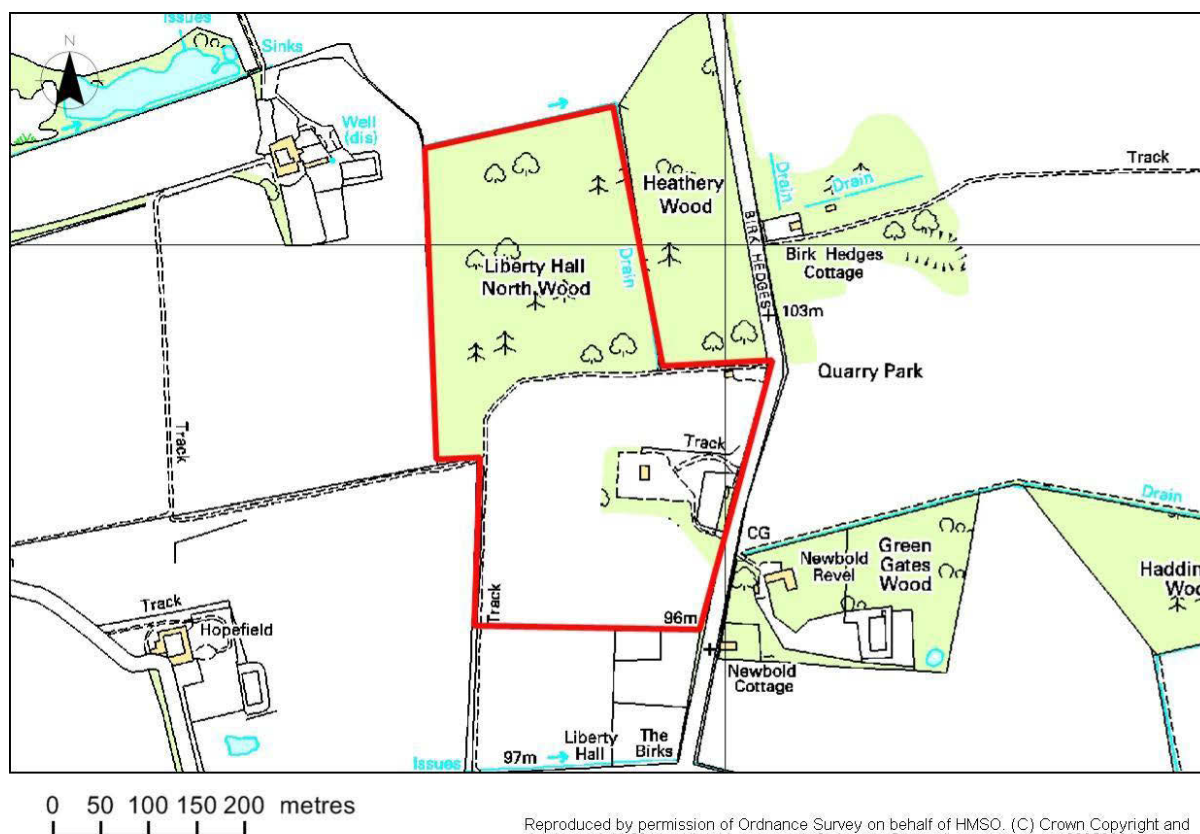 Issues
N
Sinks
Well
(dis)
Heathery
Wood
Drain
Drain
Track
BIRK HEDGES
Birk Hedges
Cottage
Liberty Hall
North Wood
Drain
103m
Quarry Park
Track
Track
Drain
CG
Green
Gates
Wood
Newbold
Revel
Haddin
Woo
Track
Track
Hopefield
96m
Newbold
Cottage
Liberty
Hall
The
Birks
Issues
97m
0 50 100 150 200 metres
Reproduced by permission of Ordnance Survey on behalf of HMSO. (C) Crown Copyright and